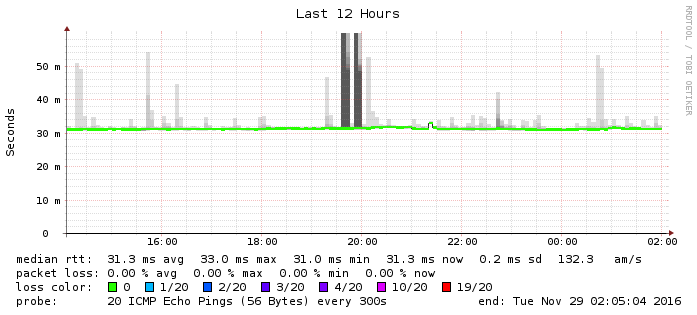 Last 12 Hours
RRDTOOL / TOBI OETIKER
Seconds
50 m
40 m
30 m
20 m
10 m
0
16:00 18:00 20:00 22:00 00:00 02:00
median rtt: 31.3 ms avg 33.0 ms max 31.0 ms min 31.3 ms now 0.2 ms sd 132.3 am/s
packet loss: 0.00 % avg 0.00 % max 0.00 % min 0.00 % now
loss color: 0 1/20 2/20 3/20 4/20 10/20 19/20
probe: 20 ICMP Echo Pings (56 Bytes) every 300s end: Tue Nov 29 02:05:04 2016